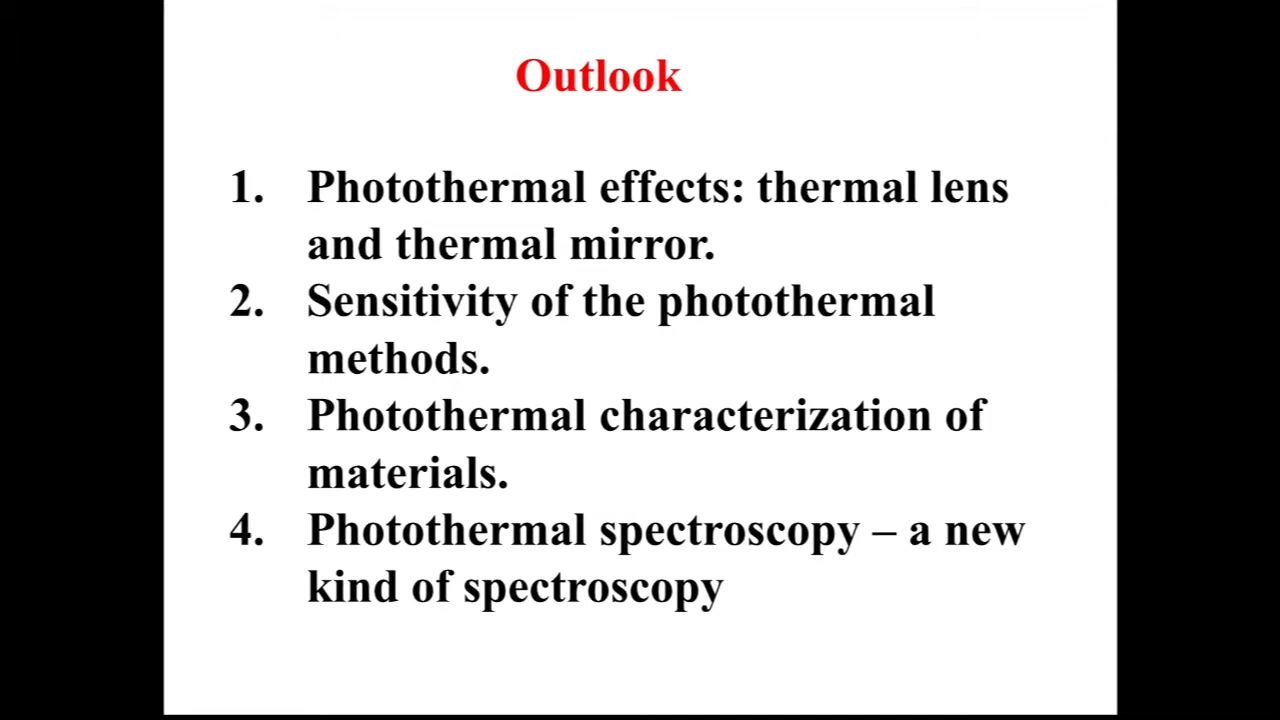 Outlook
1. Photothermal effects: thermal lens
and thermal mirror.
2. Sensitivity of the photothermal
methods.
3. Photothermal characterization of
materials.
4. Photothermal spectroscopy – a new
kind of spectroscopy